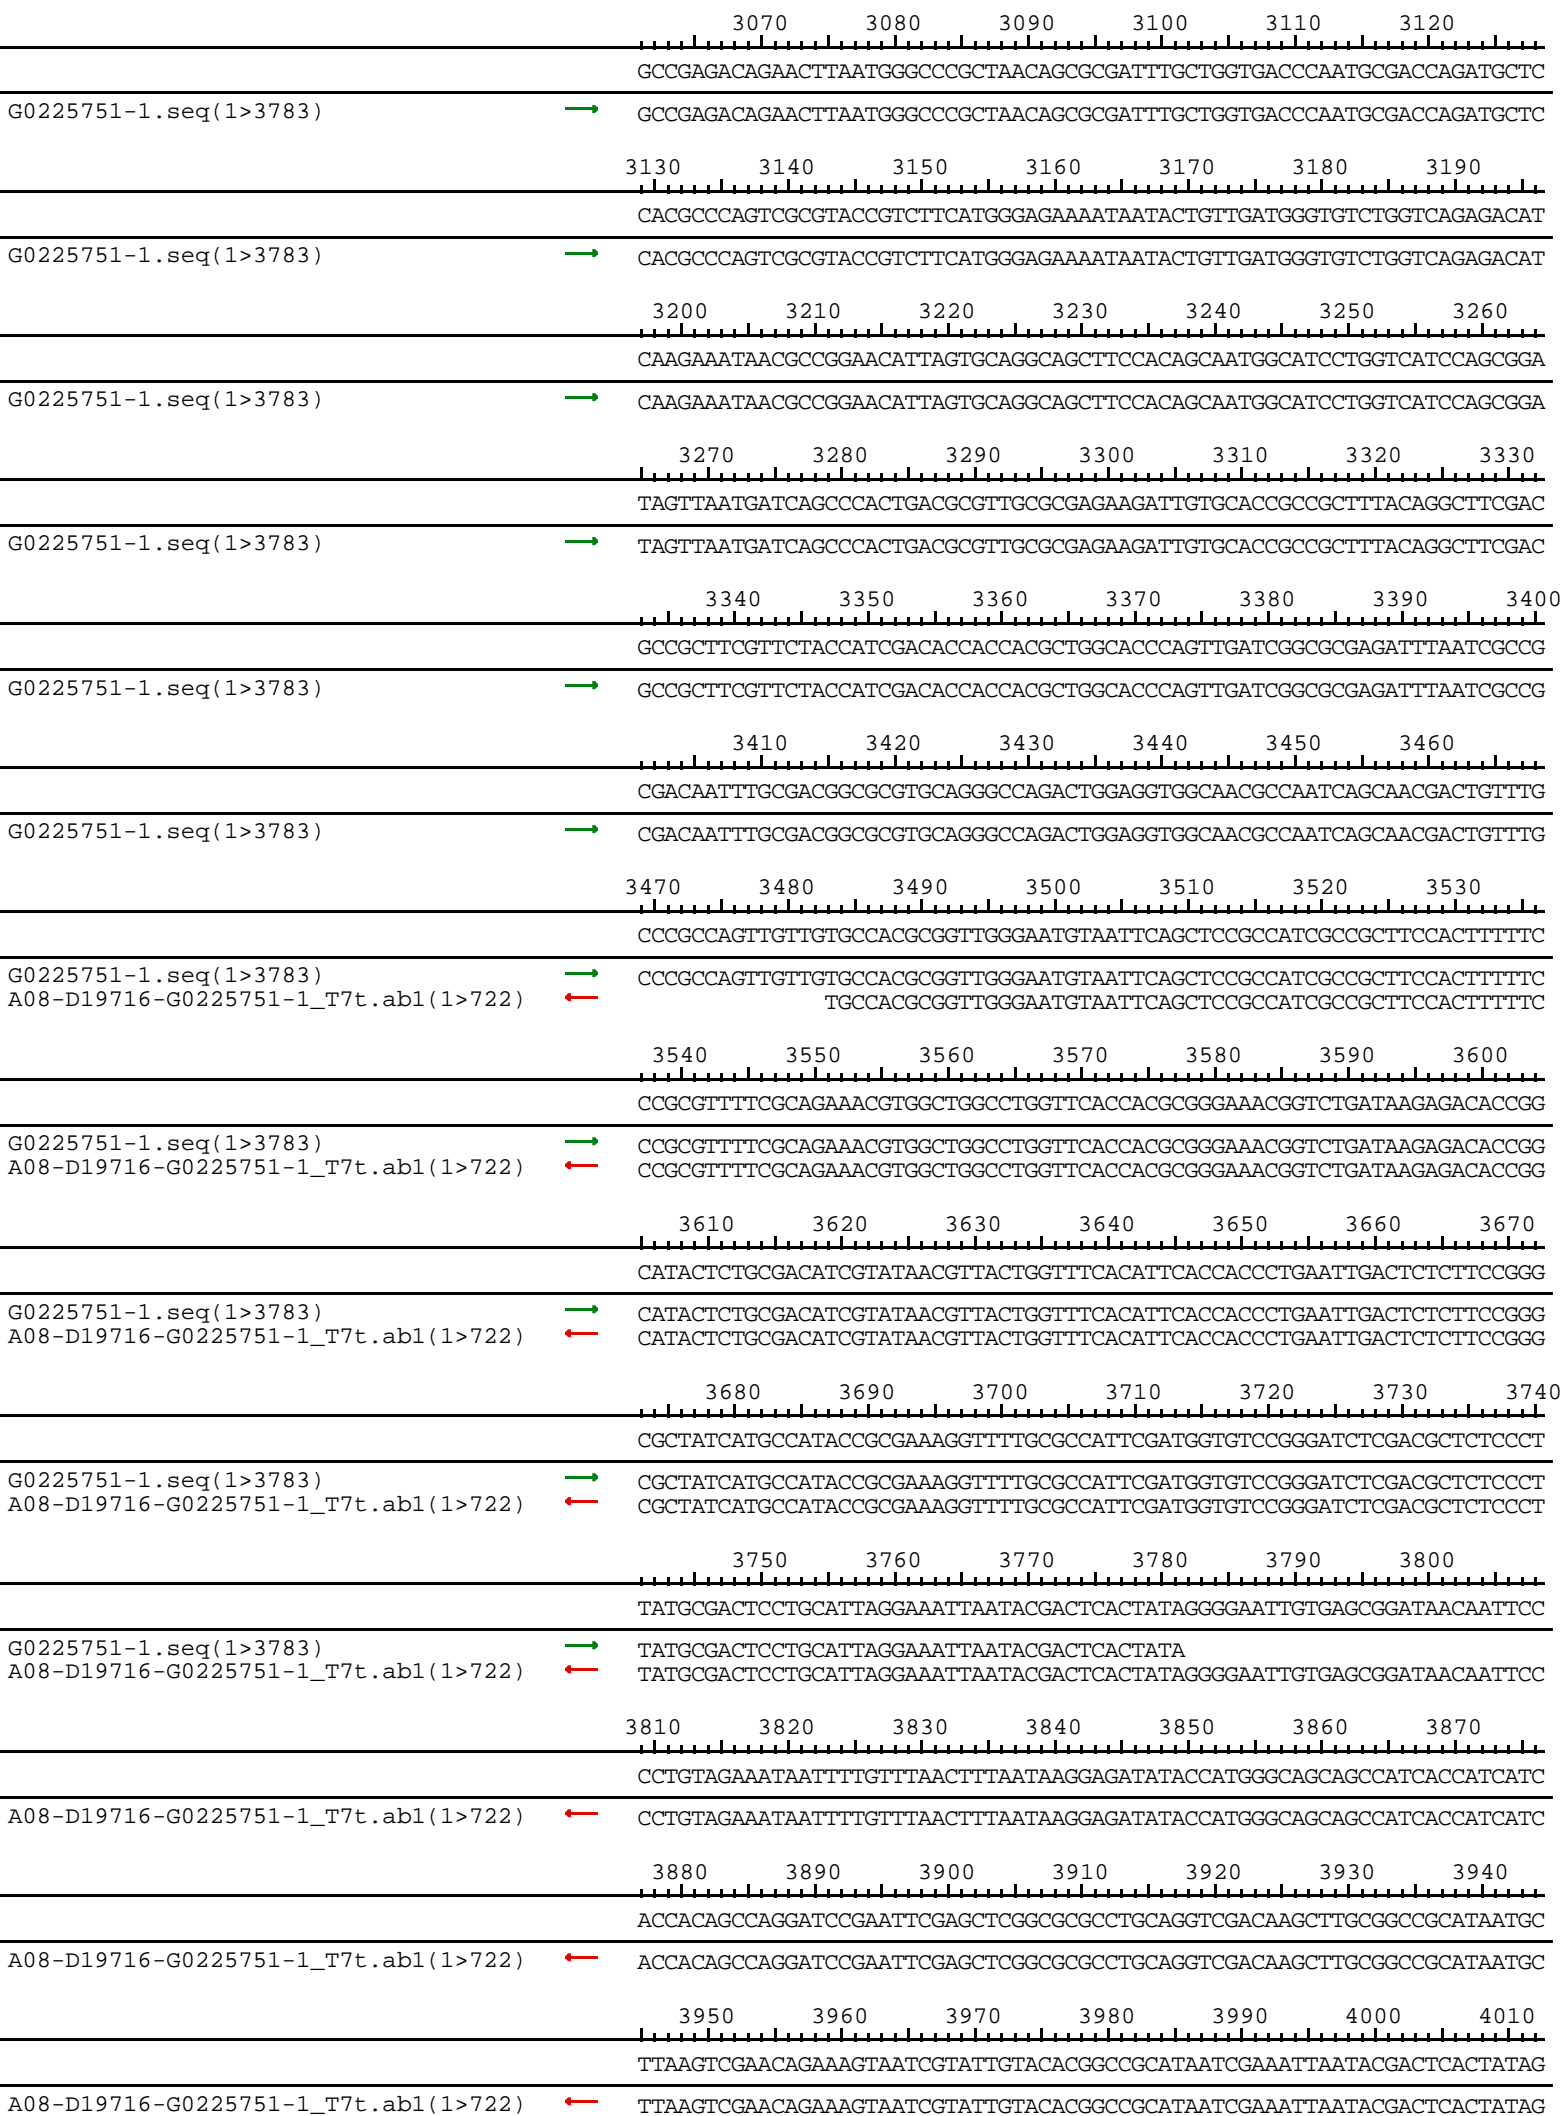 3070 3080 3090 3100 3110 3120
GCCGAGACAGAACTTAATGGGCCCGCTAACAGCGCGATTTGCTGGTGACCCAATGCGACCAGATGCTC
G0225751-1.seq(1>3783) GCCGAGACAGAACTTAATGGGCCCGCTAACAGCGCGATTTGCTGGTGACCCAATGCGACCAGATGCTC
3130 3140 3150 3160 3170 3180 3190
CACGCCCAGTCGCGTACCGTCTTCATGGGAGAAAATAATACTGTTGATGGGTGTCTGGTCAGAGACAT
G0225751-1.seq(1>3783) CACGCCCAGTCGCGTACCGTCTTCATGGGAGAAAATAATACTGTTGATGGGTGTCTGGTCAGAGACAT
3200 3210 3220 3230 3240 3250 3260
CAAGAAATAACGCCGGAACATTAGTGCAGGCAGCTTCCACAGCAATGGCATCCTGGTCATCCAGCGGA
G0225751-1.seq(1>3783) CAAGAAATAACGCCGGAACATTAGTGCAGGCAGCTTCCACAGCAATGGCATCCTGGTCATCCAGCGGA
3270 3280 3290 3300 3310 3320 3330
TAGTTAATGATCAGCCCACTGACGCGTTGCGCGAGAAGATTGTGCACCGCCGCTTTACAGGCTTCGAC
G0225751-1.seq(1>3783) TAGTTAATGATCAGCCCACTGACGCGTTGCGCGAGAAGATTGTGCACCGCCGCTTTACAGGCTTCGAC
3340 3350 3360 3370 3380 3390 3400
GCCGCTTCGTTCTACCATCGACACCACCACGCTGGCACCCAGTTGATCGGCGCGAGATTTAATCGCCG
G0225751-1.seq(1>3783) GCCGCTTCGTTCTACCATCGACACCACCACGCTGGCACCCAGTTGATCGGCGCGAGATTTAATCGCCG
3410 3420 3430 3440 3450 3460
CGACAATTTGCGACGGCGCGTGCAGGGCCAGACTGGAGGTGGCAACGCCAATCAGCAACGACTGTTTG
G0225751-1.seq(1>3783) CGACAATTTGCGACGGCGCGTGCAGGGCCAGACTGGAGGTGGCAACGCCAATCAGCAACGACTGTTTG
3470 3480 3490 3500 3510 3520 3530
CCCGCCAGTTGTTGTGCCACGCGGTTGGGAATGTAATTCAGCTCCGCCATCGCCGCTTCCACTTTTTC
G0225751-1.seq(1>3783) CCCGCCAGTTGTTGTGCCACGCGGTTGGGAATGTAATTCAGCTCCGCCATCGCCGCTTCCACTTTTTC
A08-D19716-G0225751-1_T7t.ab1(1>722) TGCCACGCGGTTGGGAATGTAATTCAGCTCCGCCATCGCCGCTTCCACTTTTTC
3540 3550 3560 3570 3580 3590 3600
CCGCGTTTTCGCAGAAACGTGGCTGGCCTGGTTCACCACGCGGGAAACGGTCTGATAAGAGACACCGG
G0225751-1.seq(1>3783) CCGCGTTTTCGCAGAAACGTGGCTGGCCTGGTTCACCACGCGGGAAACGGTCTGATAAGAGACACCGG
A08-D19716-G0225751-1_T7t.ab1(1>722) CCGCGTTTTCGCAGAAACGTGGCTGGCCTGGTTCACCACGCGGGAAACGGTCTGATAAGAGACACCGG
3610 3620 3630 3640 3650 3660 3670
CATACTCTGCGACATCGTATAACGTTACTGGTTTCACATTCACCACCCTGAATTGACTCTCTTCCGGG
G0225751-1.seq(1>3783) CATACTCTGCGACATCGTATAACGTTACTGGTTTCACATTCACCACCCTGAATTGACTCTCTTCCGGG
A08-D19716-G0225751-1_T7t.ab1(1>722) CATACTCTGCGACATCGTATAACGTTACTGGTTTCACATTCACCACCCTGAATTGACTCTCTTCCGGG
3680 3690 3700 3710 3720 3730 3740
CGCTATCATGCCATACCGCGAAAGGTTTTGCGCCATTCGATGGTGTCCGGGATCTCGACGCTCTCCCT
G0225751-1.seq(1>3783) CGCTATCATGCCATACCGCGAAAGGTTTTGCGCCATTCGATGGTGTCCGGGATCTCGACGCTCTCCCT
A08-D19716-G0225751-1_T7t.ab1(1>722) CGCTATCATGCCATACCGCGAAAGGTTTTGCGCCATTCGATGGTGTCCGGGATCTCGACGCTCTCCCT
3750 3760 3770 3780 3790 3800
TATGCGACTCCTGCATTAGGAAATTAATACGACTCACTATAGGGGAATTGTGAGCGGATAACAATTCC
G0225751-1.seq(1>3783) TATGCGACTCCTGCATTAGGAAATTAATACGACTCACTATA
A08-D19716-G0225751-1_T7t.ab1(1>722) TATGCGACTCCTGCATTAGGAAATTAATACGACTCACTATAGGGGAATTGTGAGCGGATAACAATTCC
3810 3820 3830 3840 3850 3860 3870
CCTGTAGAAATAATTTTGTTTAACTTTAATAAGGAGATATACCATGGGCAGCAGCCATCACCATCATC
A08-D19716-G0225751-1_T7t.ab1(1>722) CCTGTAGAAATAATTTTGTTTAACTTTAATAAGGAGATATACCATGGGCAGCAGCCATCACCATCATC
3880 3890 3900 3910 3920 3930 3940
ACCACAGCCAGGATCCGAATTCGAGCTCGGCGCGCCTGCAGGTCGACAAGCTTGCGGCCGCATAATGC
A08-D19716-G0225751-1_T7t.ab1(1>722) ACCACAGCCAGGATCCGAATTCGAGCTCGGCGCGCCTGCAGGTCGACAAGCTTGCGGCCGCATAATGC
3950 3960 3970 3980 3990 4000 4010
TTAAGTCGAACAGAAAGTAATCGTATTGTACACGGCCGCATAATCGAAATTAATACGACTCACTATAG
A08-D19716-G0225751-1_T7t.ab1(1>722) TTAAGTCGAACAGAAAGTAATCGTATTGTACACGGCCGCATAATCGAAATTAATACGACTCACTATAG